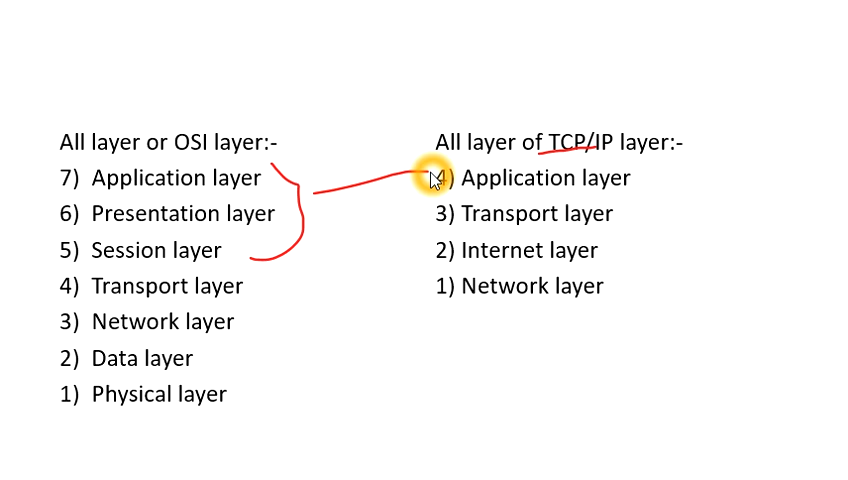 All layer or OSI layer:-
7) Application layer
6) Presentation layer
5) Session layer
4) Transport layer
3) Network layer
2) Data layer
1) Physical layer
All layer of TCP/IP layer:-
4) Application layer
3) Transport layer
2) Internet layer
1) Network layer